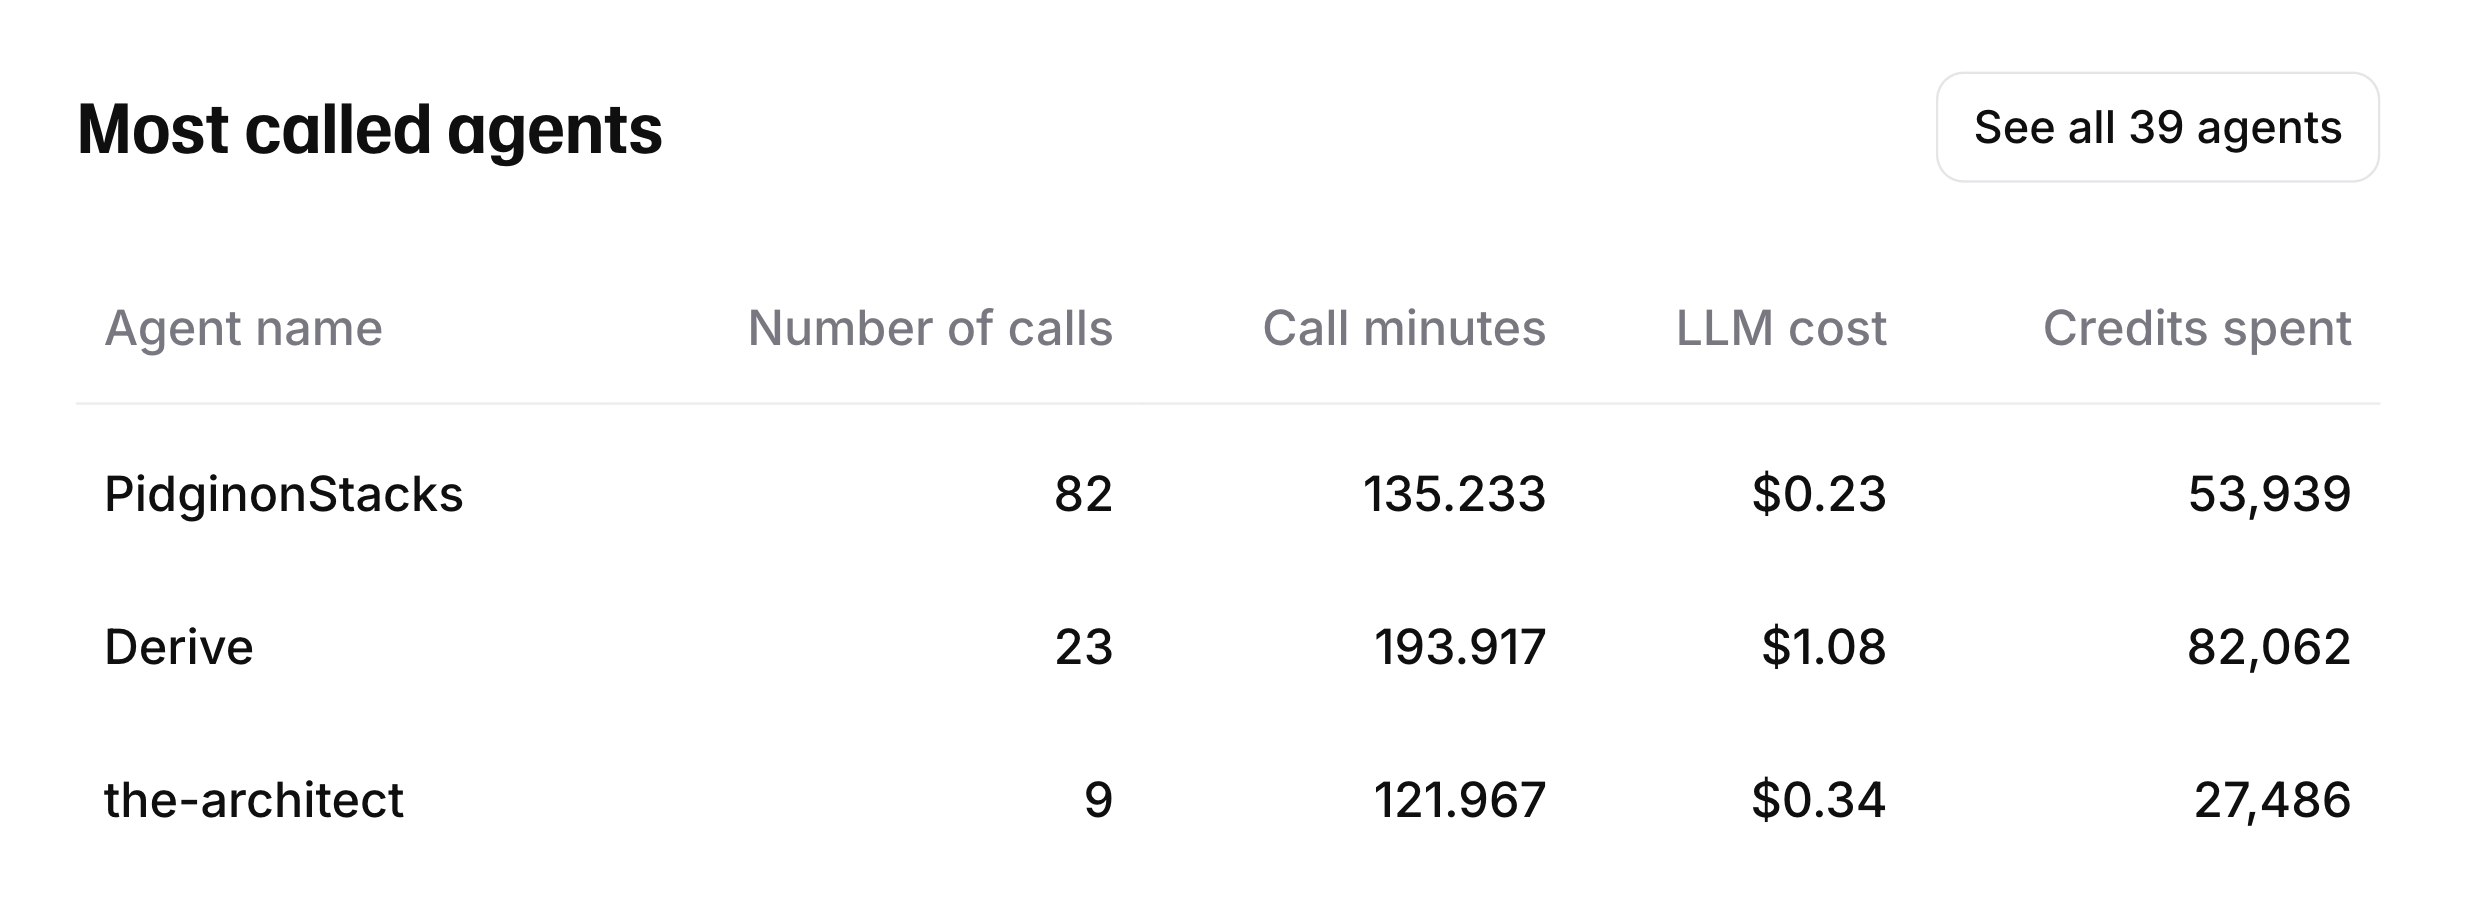 Most called agents
See all 39 agents
Agent name Number of calls Call minutes LLM cost Credits spent
PidginonStacks 82 135.233 $0.23 53,939
Derive 23 193.917 $1.08 82,062
the-architect 9 121.967 $0.34 27,486